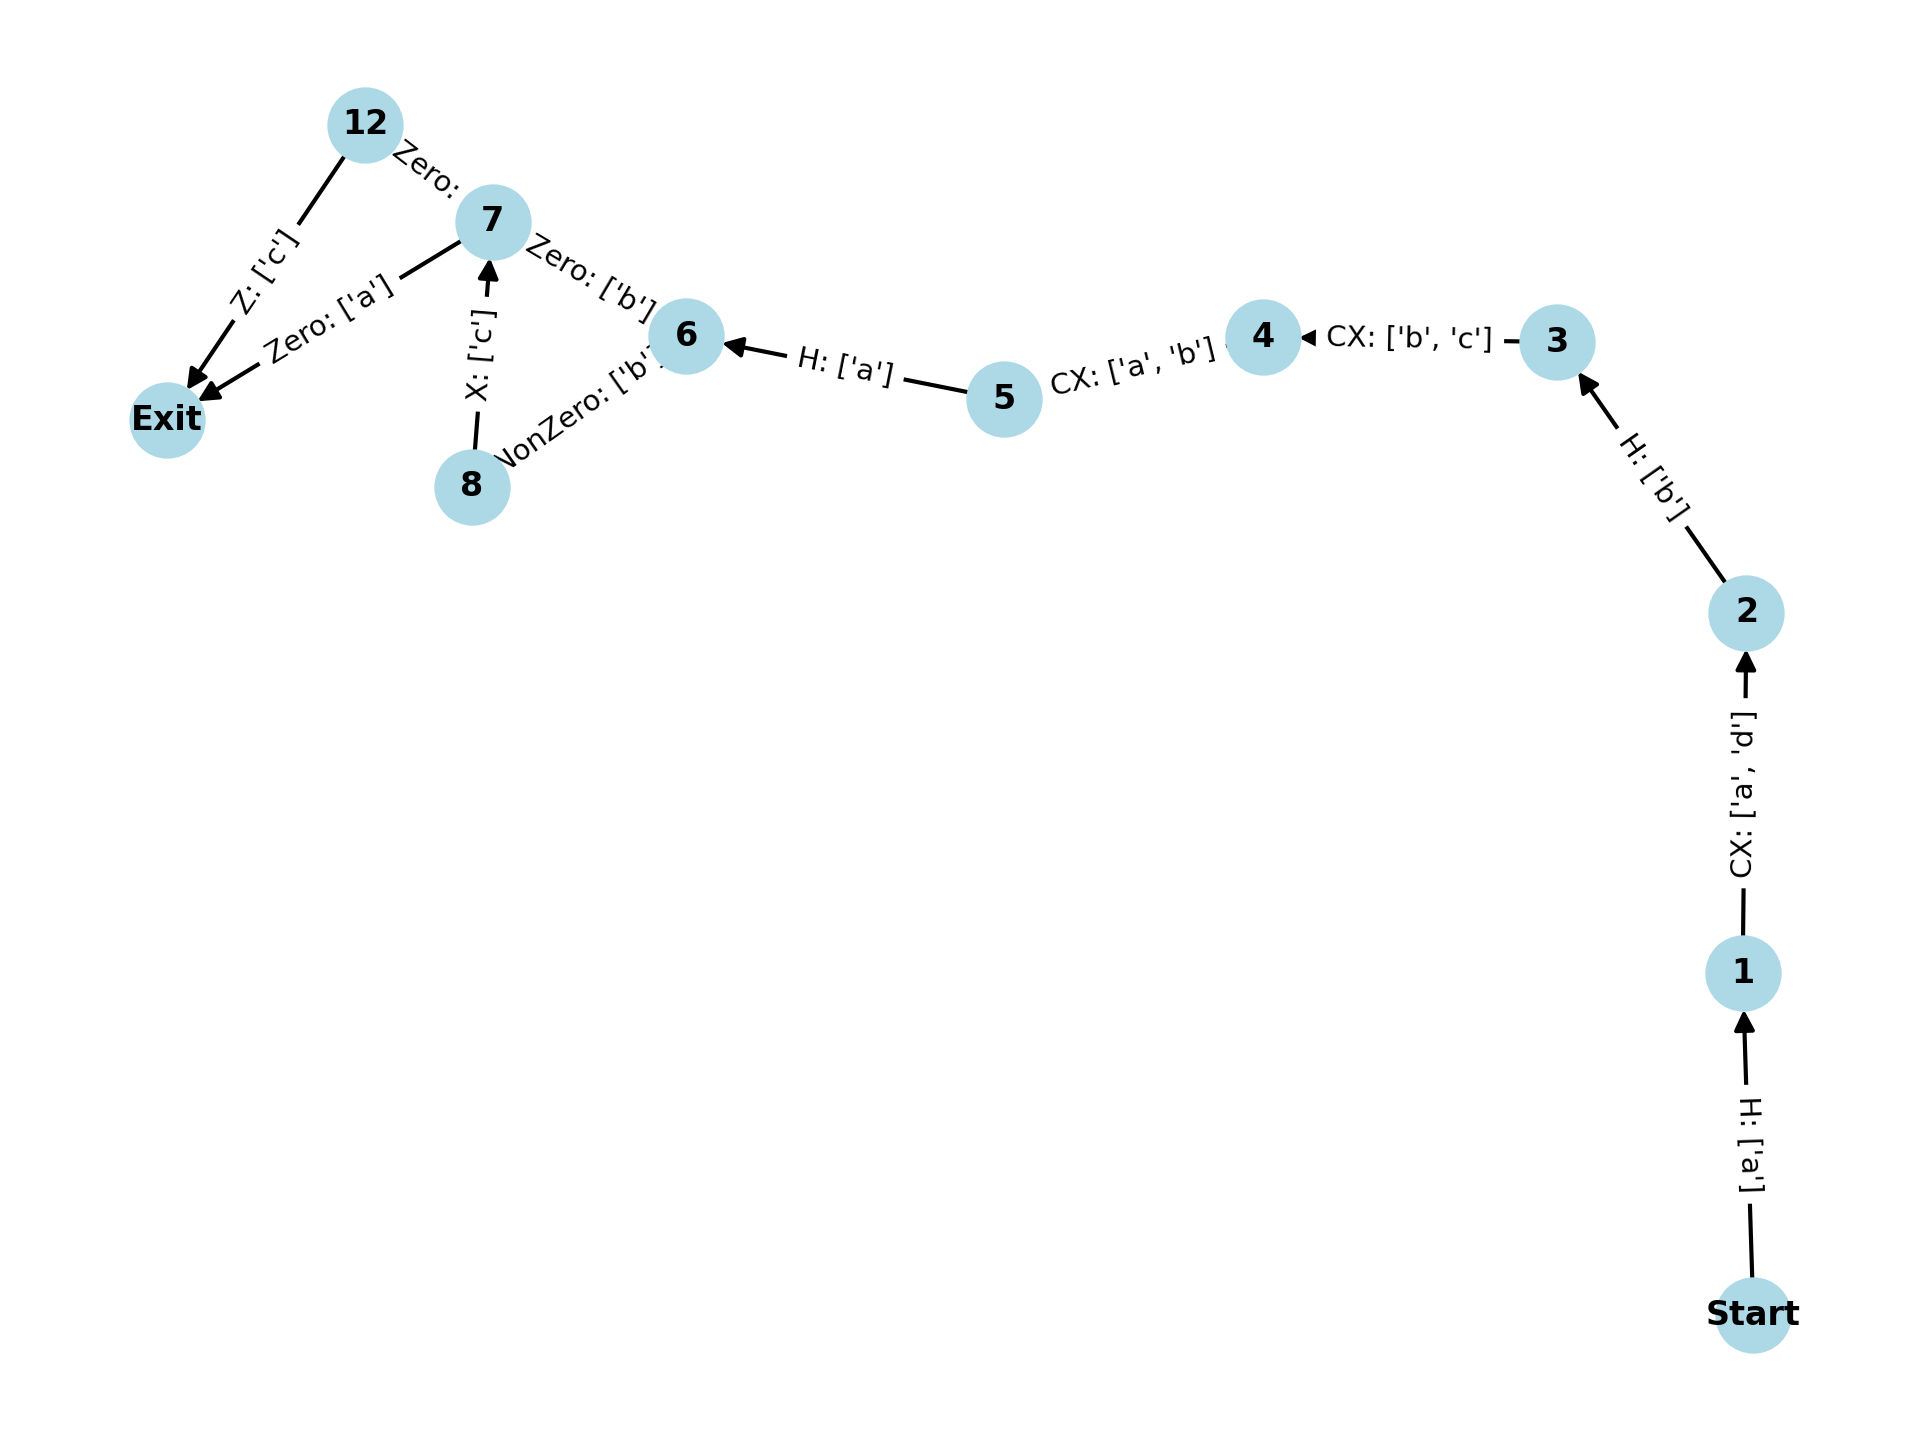 12
Zero:
7
Z: ['c']
Zero: ['a']
Zero: ['b']
6
X: ['c']
NonZero: ['b'
H: ['a']
5
CX: ['a', 'b']
4
CX: ['b', 'c']
3
Exit
8
H: ['b']
2
CX: ['a', 'd']
1
H: ['a']
Start